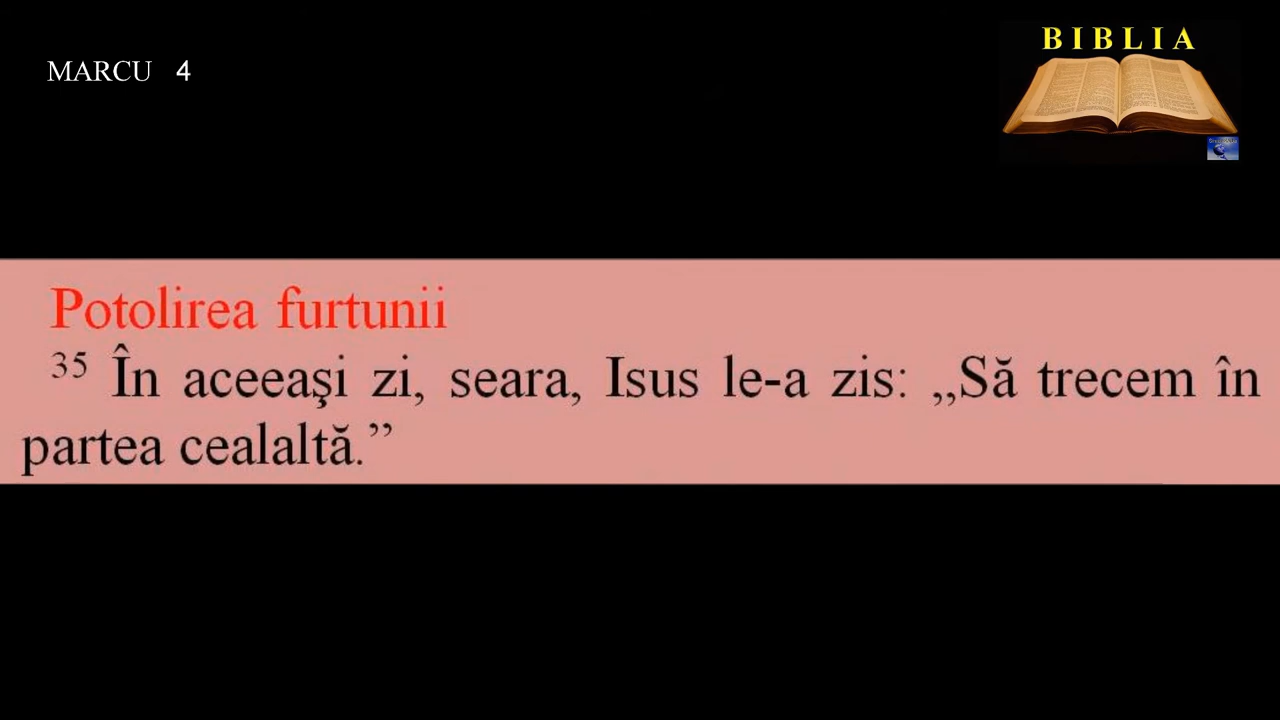 BIBLIA
MARCU 4
Potolirea furtunii
35 În aceeaşi zi, seara, Isus le-a zis: „Să trecem în
partea cealaltă.”